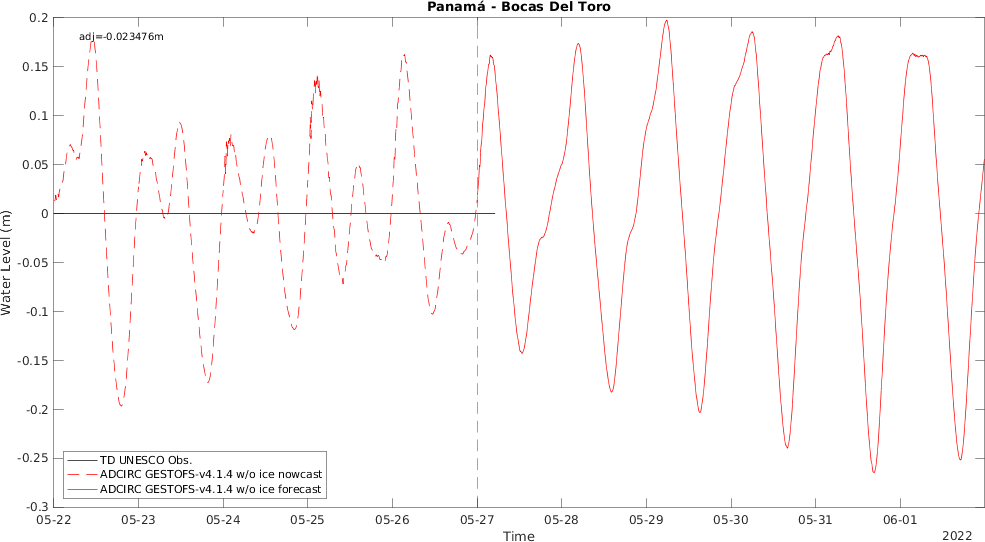 Panamá - Bocas Del Toro
adj=-0.023476m
0.2
0.15
0.1
0.05
0
-0.05
-0.1
-0.15
-0.2
-0.25
-0.3
Water Level (m)
TD UNESCO Obs.
ADCIRC GESTOFS-v4.1.4 w/o ice nowcast
ADCIRC GESTOFS-v4.1.4 w/o ice forecast
05-22 05-23 05-24 05-25 05-26 05-27 05-28 05-29 05-30 05-31 06-01
Time
2022